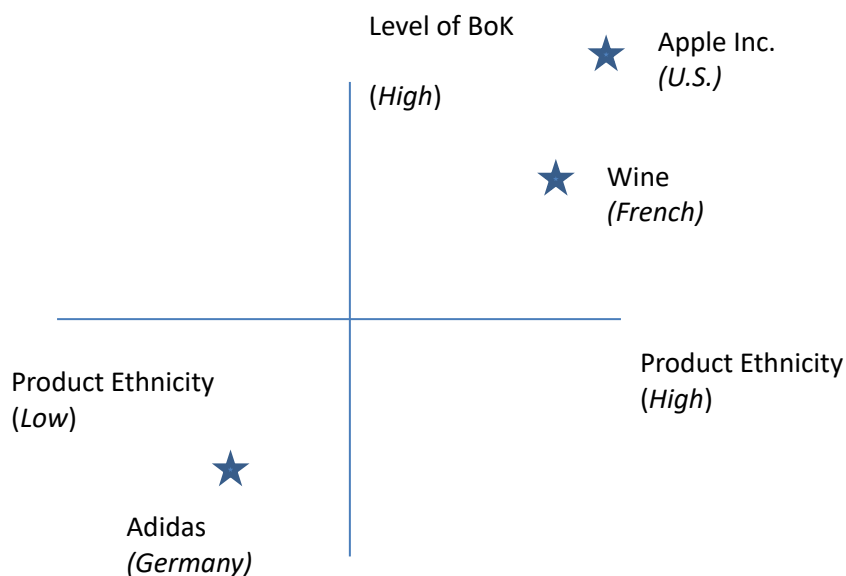 Level of BoK
(High)
Apple Inc.
(U.S.)
Wine
(French)
Product Ethnicity
(High)
Product Ethnicity
(Low)
Adidas
(Germany)